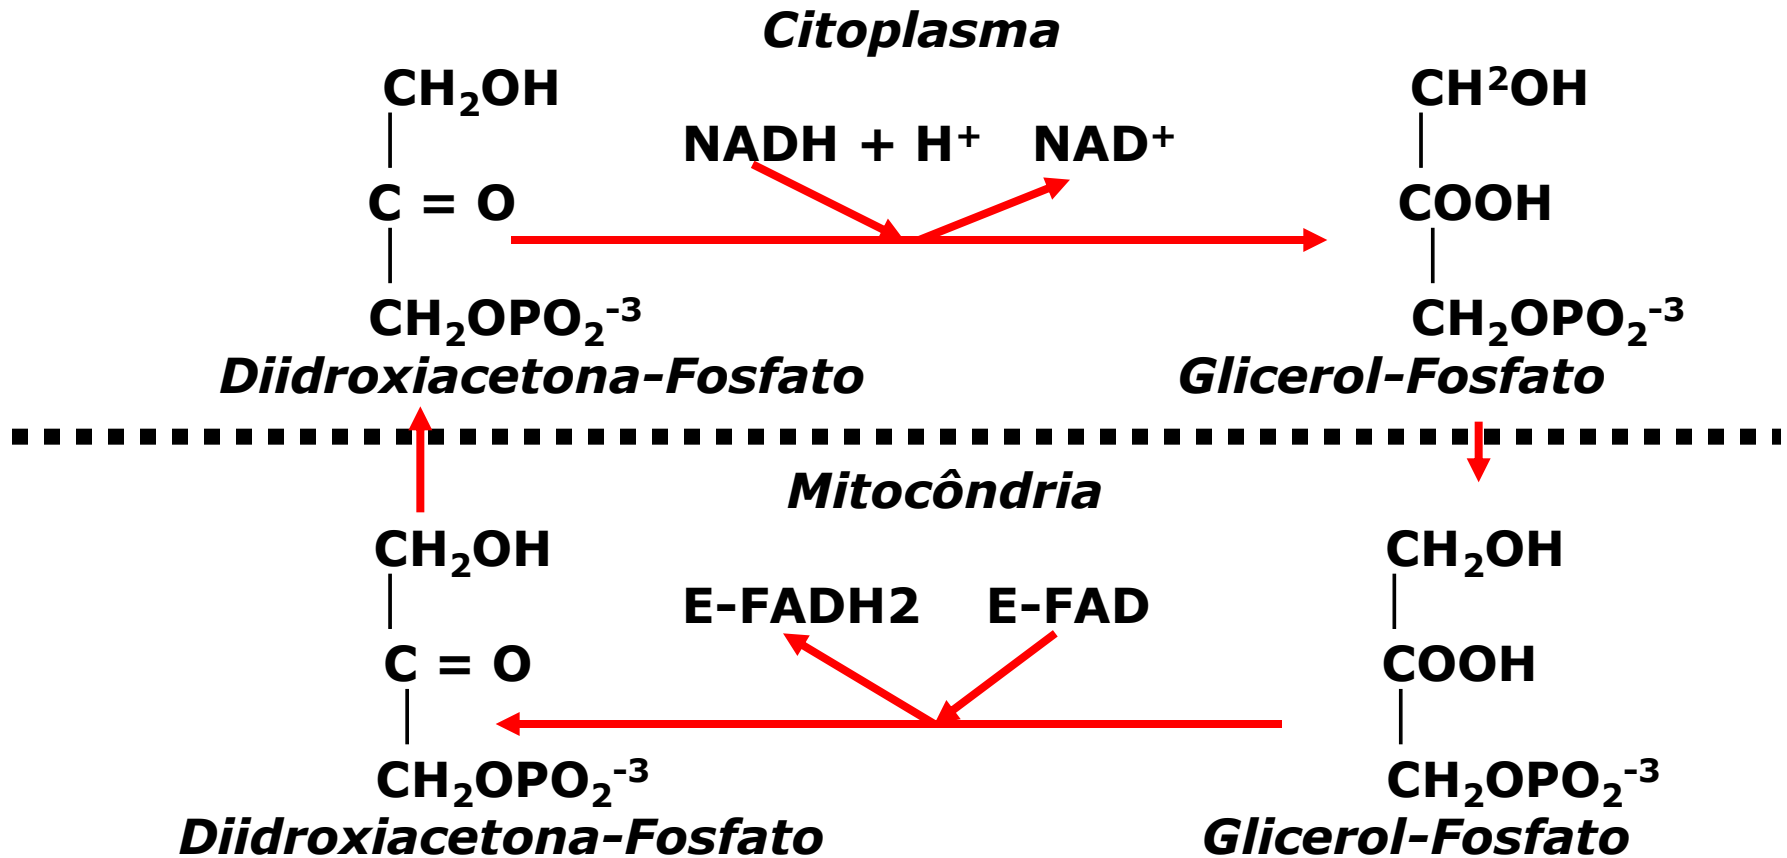 Citoplasma
CH₂OH CH²OH
NADH + H⁺ NAD⁺
C = O COOH
CH₂OPO₂⁻³ CH₂OPO₂⁻³
Diidroxiacetona-Fosfato Glicerol-Fosfato
Mitocôndria
CH₂OH CH₂OH
E-FADH2 E-FAD
C = O COOH
CH₂OPO₂⁻³ CH₂OPO₂⁻³
Diidroxiacetona-Fosfato Glicerol-Fosfato